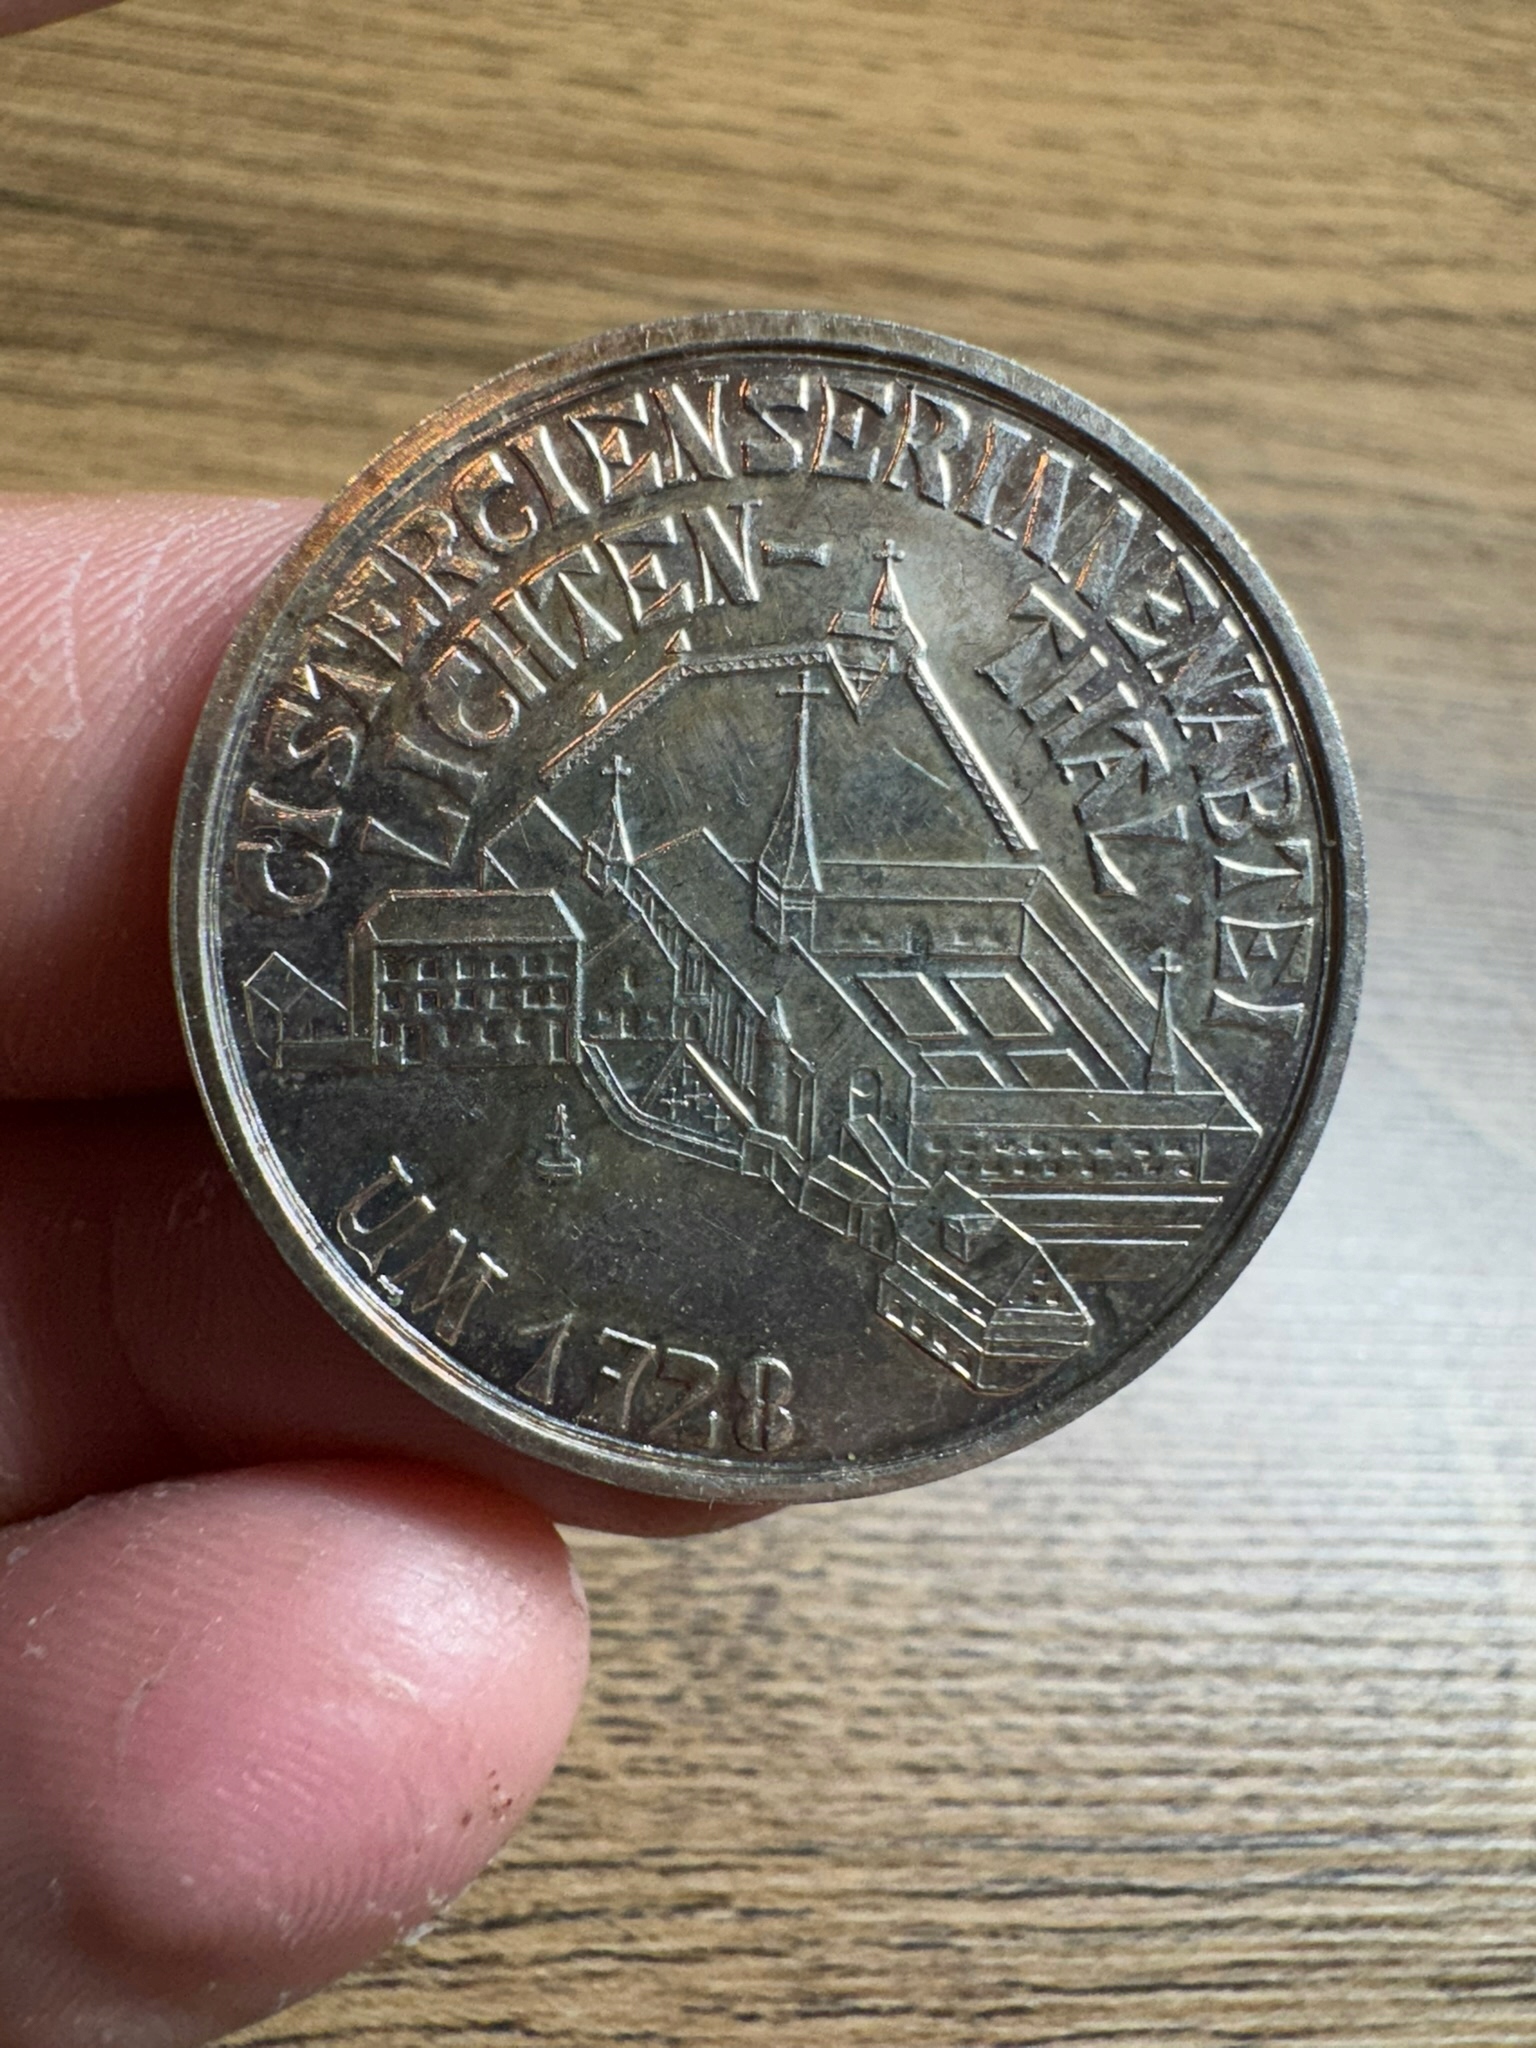 CISTERCIENSERINNENABTEI
LICHTEN-
THAL
UM 1728